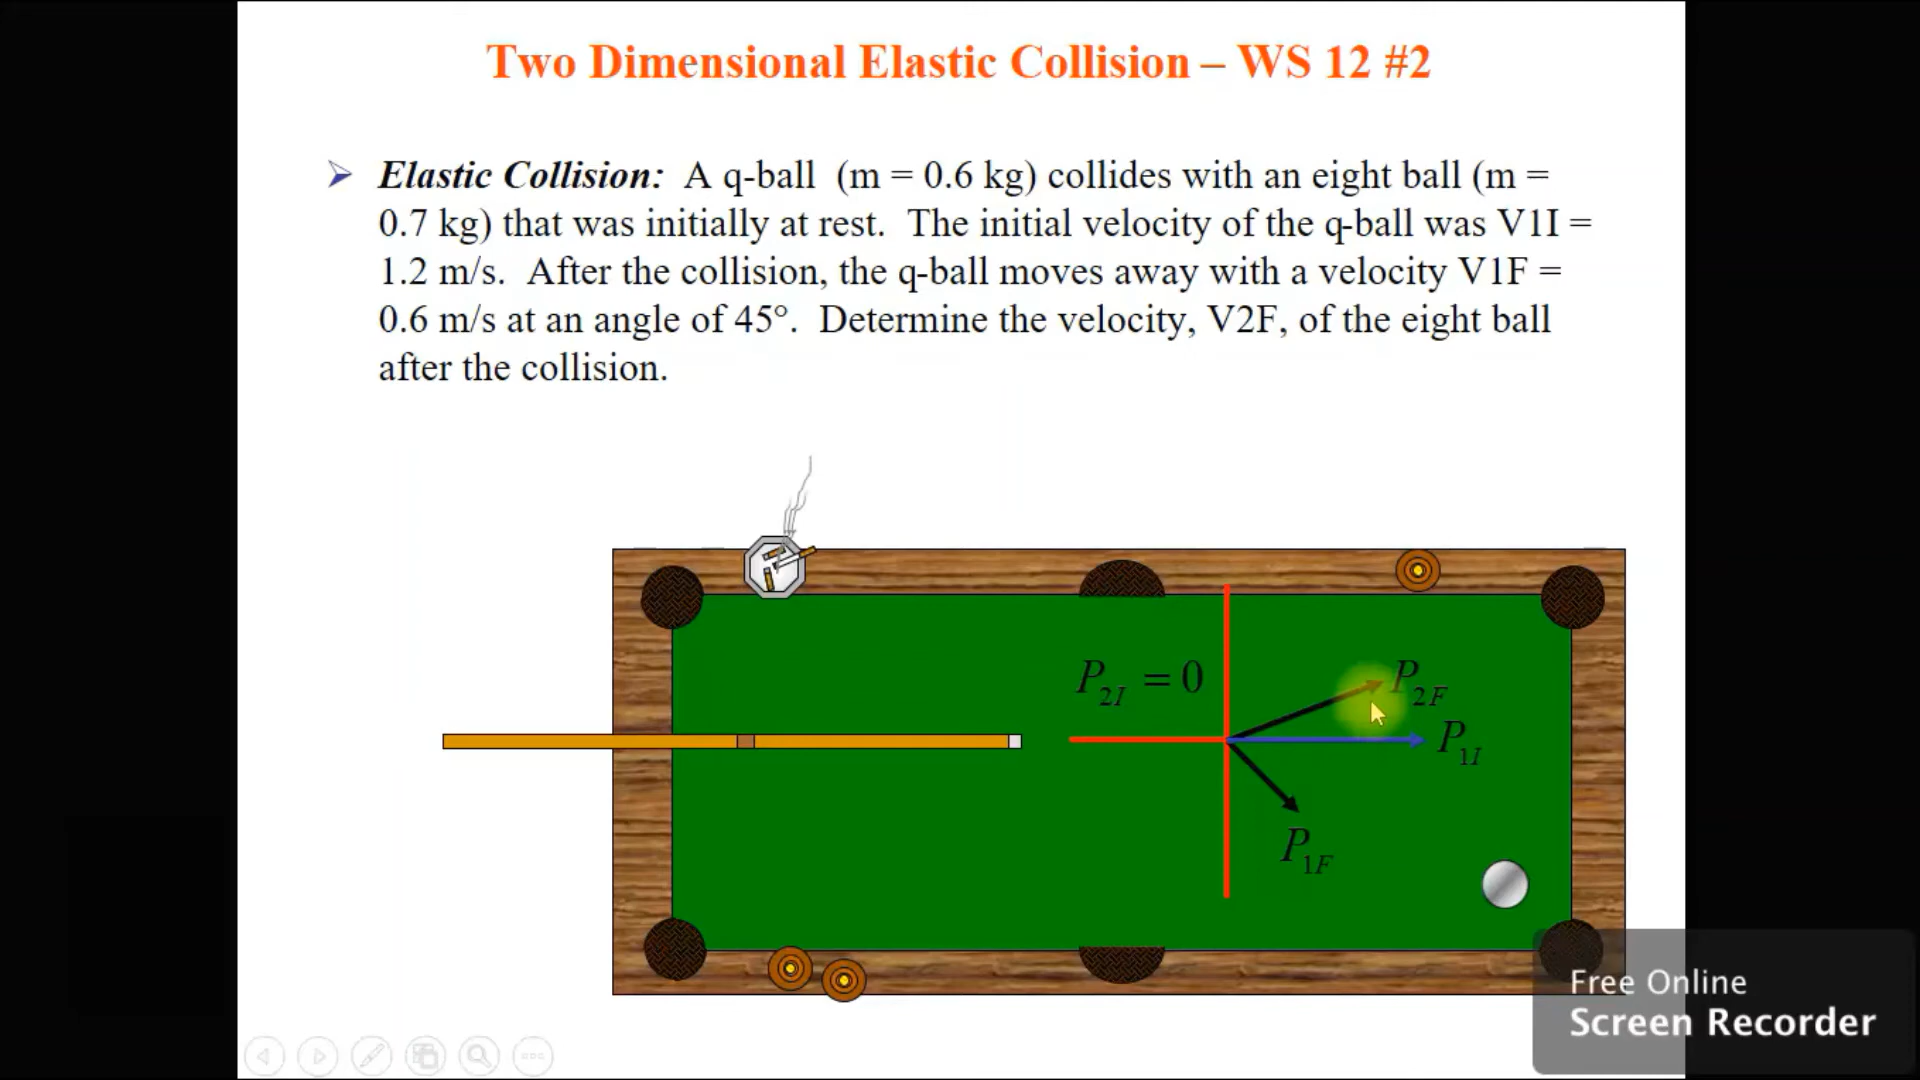 Two Dimensional Elastic Collision – WS 12 #2
Elastic Collision: A q-ball (m = 0.6 kg) collides with an eight ball (m =
0.7 kg) that was initially at rest. The initial velocity of the q-ball was V1I =
1.2 m/s. After the collision, the q-ball moves away with a velocity V1F =
0.6 m/s at an angle of 45°. Determine the velocity, V2F, of the eight ball
after the collision.
P2I = 0
P2F
P1I
P1F
Free Online
Screen Recorder